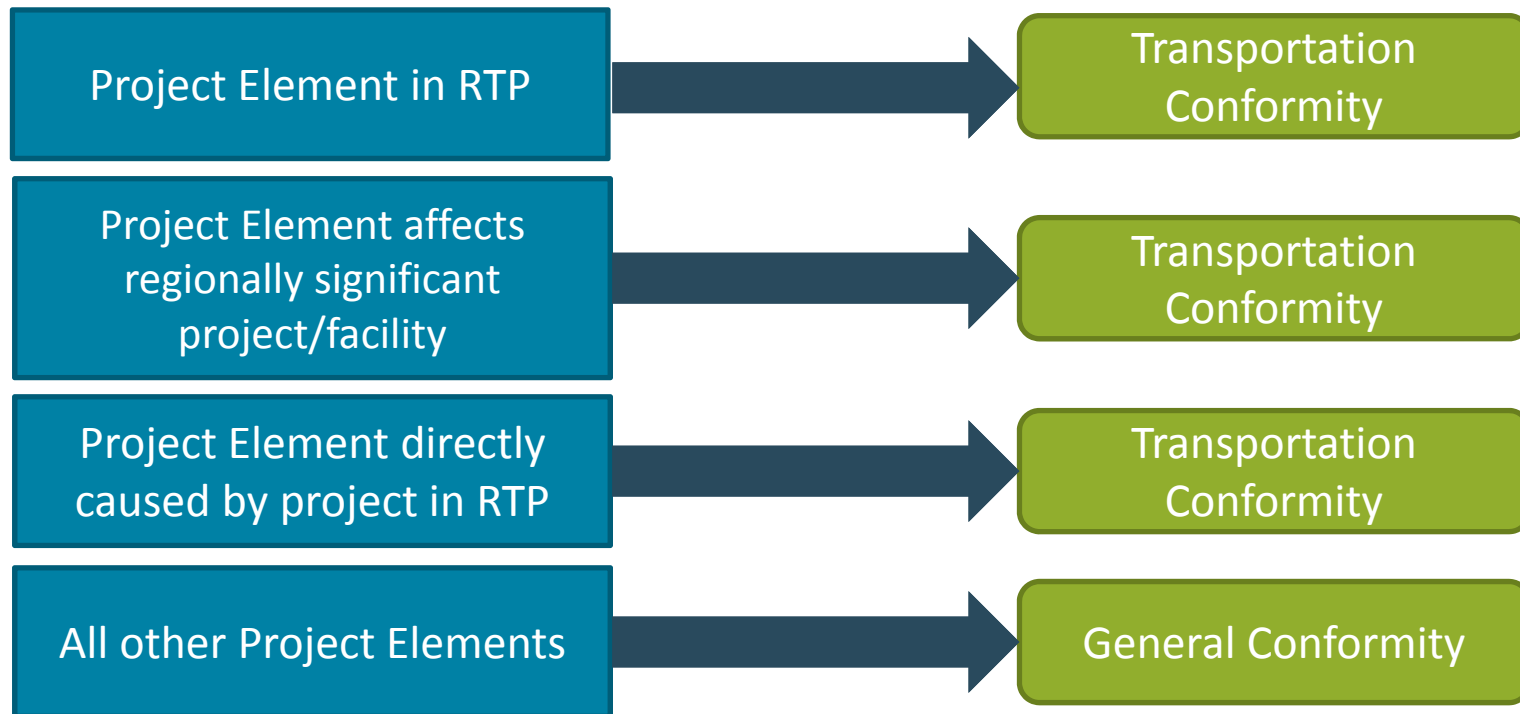 Project Element in RTP
Transportation
Conformity
Project Element affects
regionally significant
project/facility
Transportation
Conformity
Project Element directly
caused by project in RTP
Transportation
Conformity
All other Project Elements
General Conformity